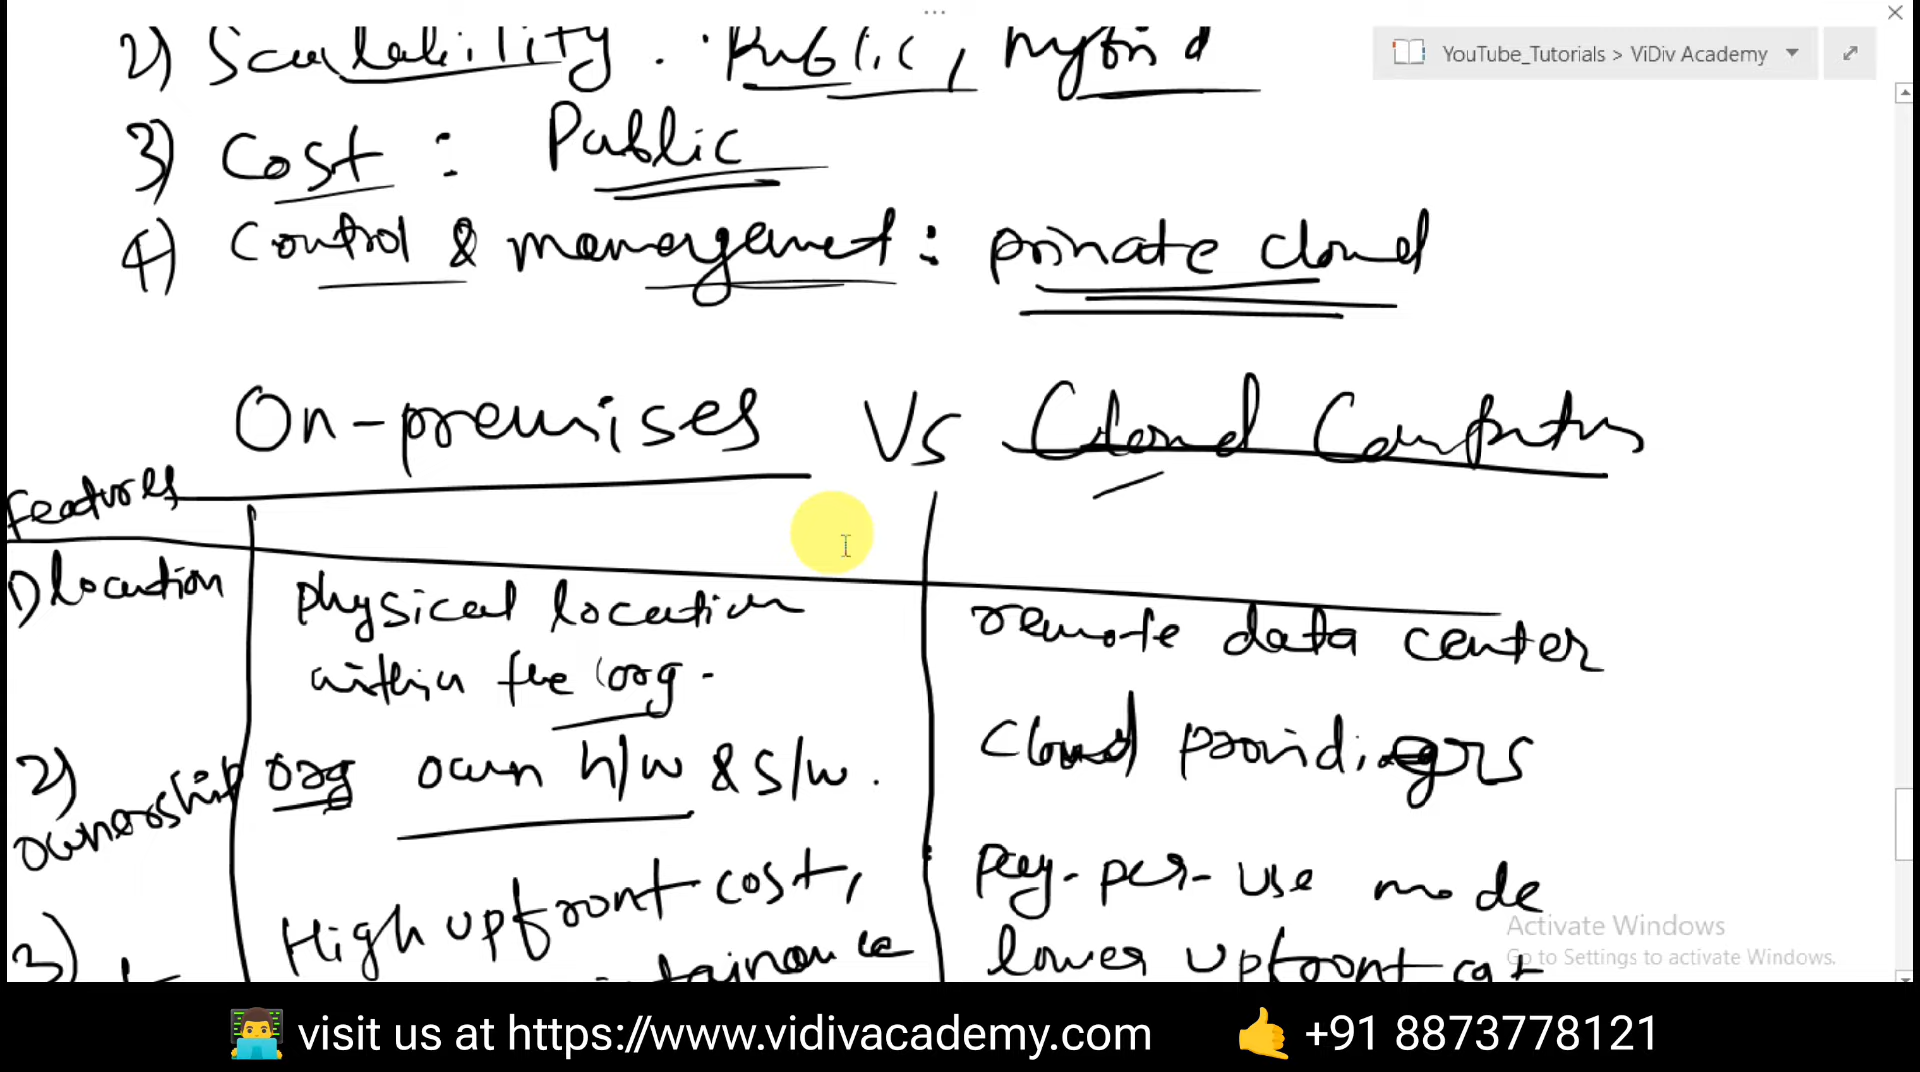 YouTube_Tutorials > ViDiv Academy
2) Scalability . Public, hybrid
3) Cost : Public
4) Control & management : private cloud
On-premises Vs Cloud Computing
Features
1) location physical location within the org. remote data center
2) ownership org own h/w & s/w. Cloud providers
3) High upfront cost, Pay-per-use mode
lower upfront cost
Activate Windows
Go to Settings to activate Windows.
visit us at https://www.vidivacademy.com +91 8873778121